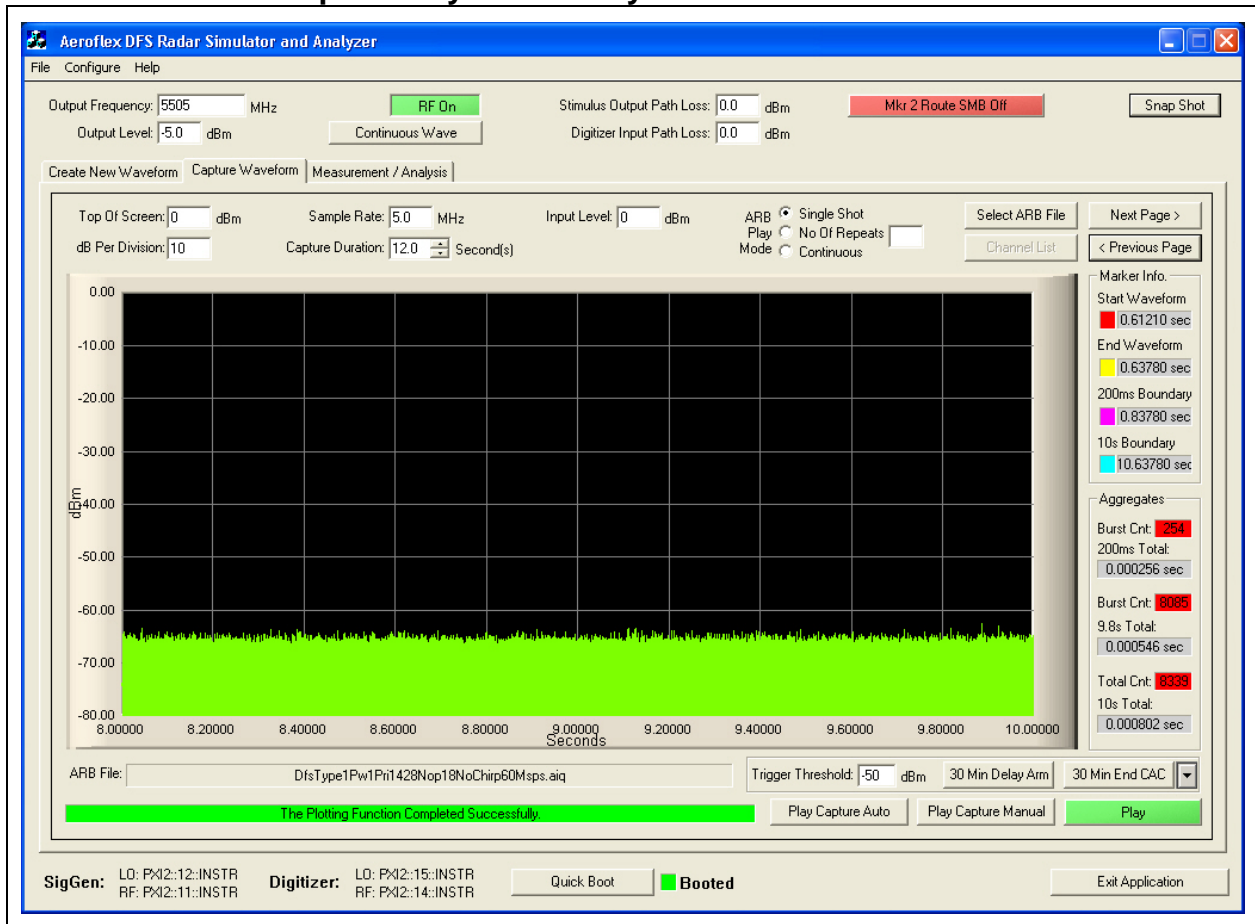 Aeroflex DFS Radar Simulator and Analyzer
File Configure Help
Output Frequency: 5505 MHz
RF On
Stimulus Output Path Loss: 0.0 dBm
Mkr 2 Route SMB Off
Snap Shot
Output Level: -5.0 dBm
Continuous Wave
Digitizer Input Path Loss: 0.0 dBm
Create New Waveform
Capture Waveform
Measurement / Analysis
Top Of Screen: 0 dBm
Sample Rate: 5.0 MHz
Input Level: 0 dBm
ARB Play Mode
Single Shot
No Of Repeats
Continuous
Select ARB File
Next Page >
dB Per Division: 10
Capture Duration: 12.0 Second(s)
Channel List
< Previous Page
0.00
-10.00
-20.00
-30.00
-40.00
-50.00
-60.00
-70.00
-80.00
dBm
8.00000 8.20000 8.40000 8.60000 8.80000 9.00000 9.20000 9.40000 9.60000 9.80000 10.00000
Seconds
Marker Info.
Start Waveform
0.61210 sec
End Waveform
0.63780 sec
200ms Boundary
0.83780 sec
10s Boundary
10.63780 sec
Aggregates
Burst Cnt: 254
200ms Total:
0.000256 sec
Burst Cnt: 8085
9.8s Total:
0.000546 sec
Total Cnt: 8339
10s Total:
0.000802 sec
ARB File: DfsType1Pw1Pri1428Nop18NoChirp60Msps.aiq
Trigger Threshold: -50 dBm
30 Min Delay Arm
30 Min End CAC
The Plotting Function Completed Successfully.
Play Capture Auto
Play Capture Manual
Play
SigGen:
LO: PXI2::12::INSTR
RF: PXI2::11::INSTR
Digitizer:
LO: PXI2::15::INSTR
RF: PXI2::14::INSTR
Quick Boot
Booted
Exit Application